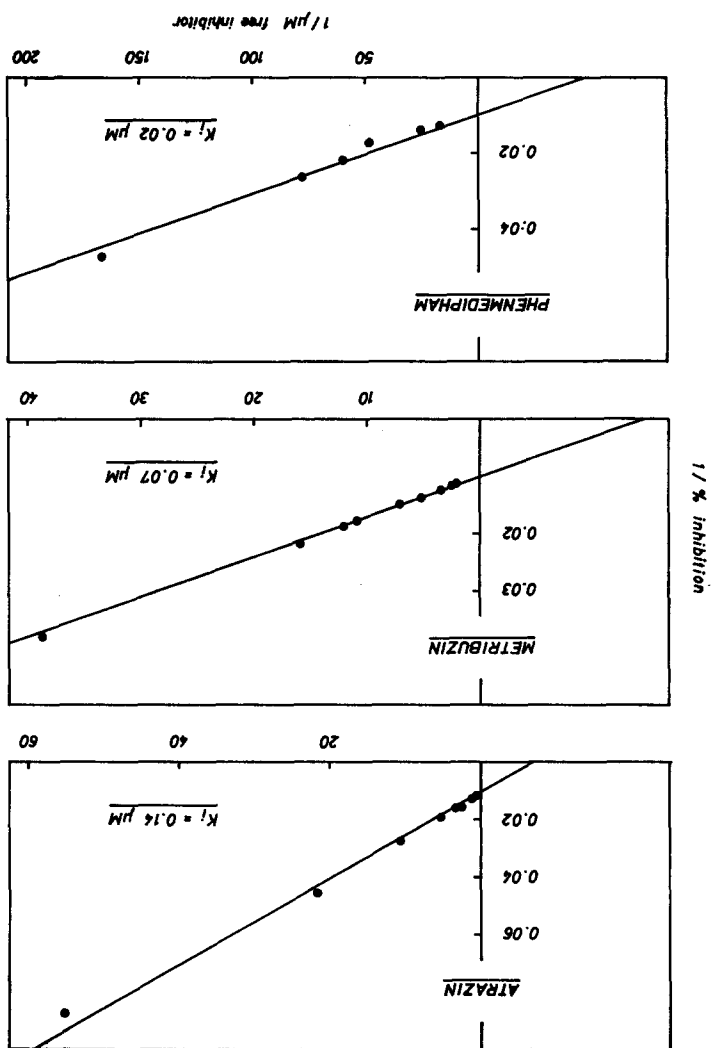 ATRAZIN
0.06
0.04
0.02
Ki = 0.14 µM
20 40 60
1 / % inhibition
METRIBUZIN
0.03
0.02
Ki = 0.07 µM
10 20 30 40
PHENMEDIPHAM
0.04
0.02
Ki = 0.02 µM
50 100 150 200
1/µM free inhibitor